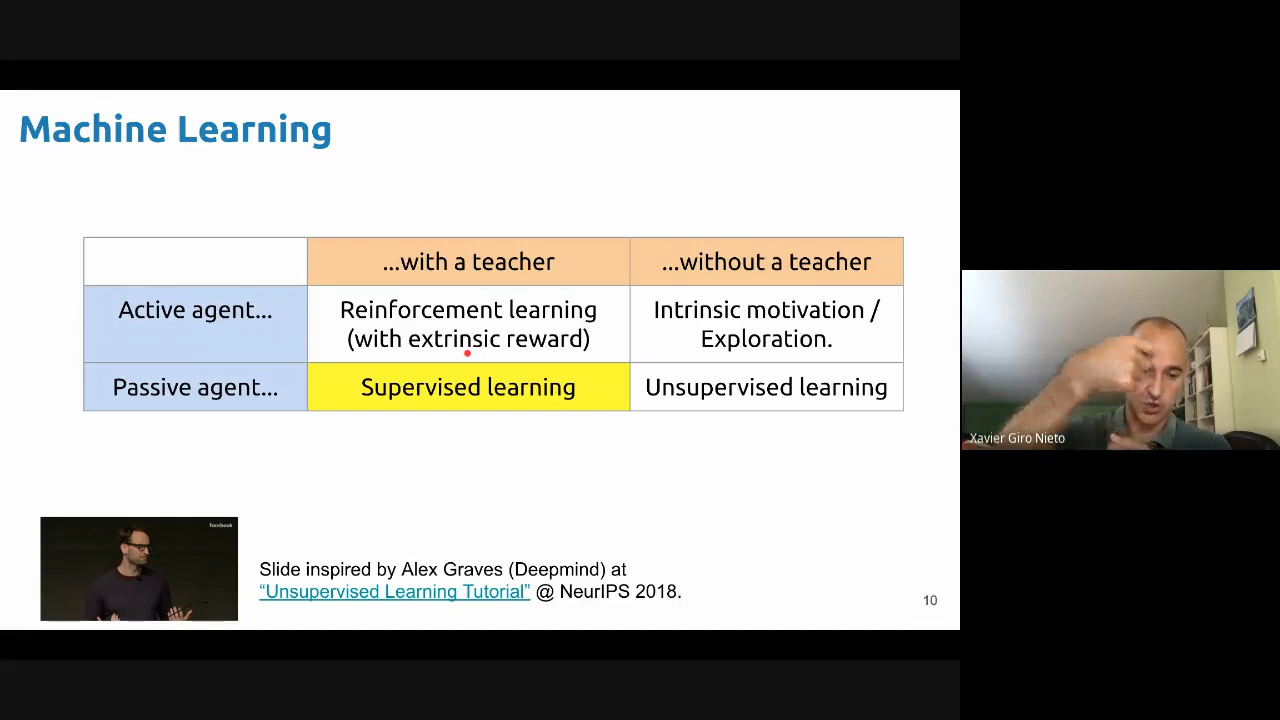 Machine Learning
...with a teacher
...without a teacher
Active agent...
Reinforcement learning
(with extrinsic reward)
Intrinsic motivation /
Exploration.
Passive agent...
Supervised learning
Unsupervised learning
Xavier Giro Nieto
facebook
Slide inspired by Alex Graves (Deepmind) at
“Unsupervised Learning Tutorial” @ NeurIPS 2018.
10